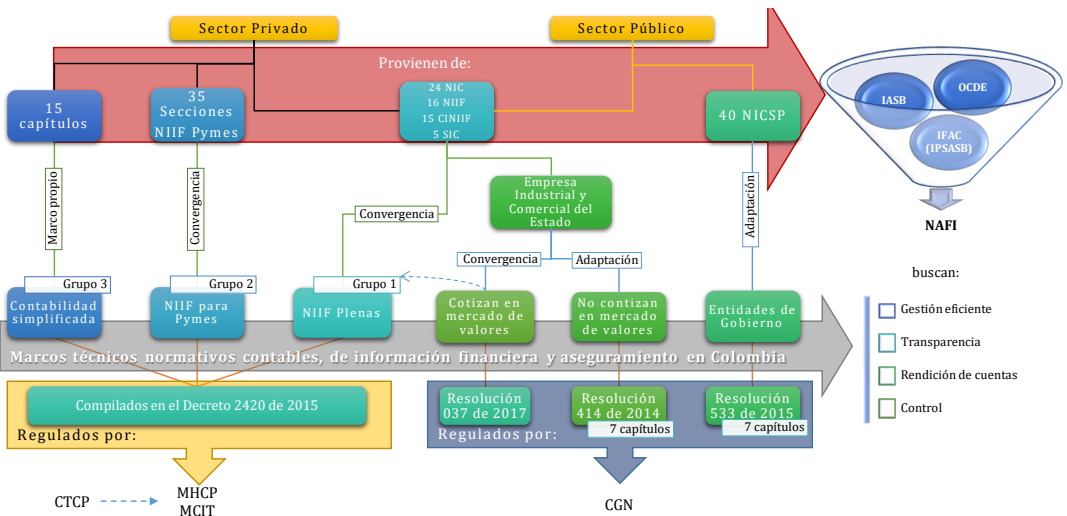 Sector Privado
Sector Público
Provienen de:
15
capítulos
35
Secciones
NIIF Pymes
24 NIC
16 NIIF
15 CINIIF
5 SIC
40 NICSP
IASB
OCDE
IFAC
(IPSASB)
NAFI
Marco propio
Convergencia
Convergencia
Empresa
Industrial y
Comercial del
Estado
Adaptación
Convergencia
Adaptación
Grupo 3
Contabilidad
simplificada
Grupo 2
NIIF para
Pymes
Grupo 1
NIIF Plenas
Cotizan en
mercado de
valores
No contizan
en mercado
de valores
Entidades de
Gobierno
Marcos técnicos normativos contables, de información financiera y aseguramiento en Colombia
buscan:
Gestión eficiente
Transparencia
Rendición de cuentas
Control
Compilados en el Decreto 2420 de 2015
Regulados por:
Resolución
037 de 2017
Resolución
414 de 2014
7 capítulos
Resolución
533 de 2015
7 capítulos
Regulados por:
CTCP
MHCP
MCIT
CGN